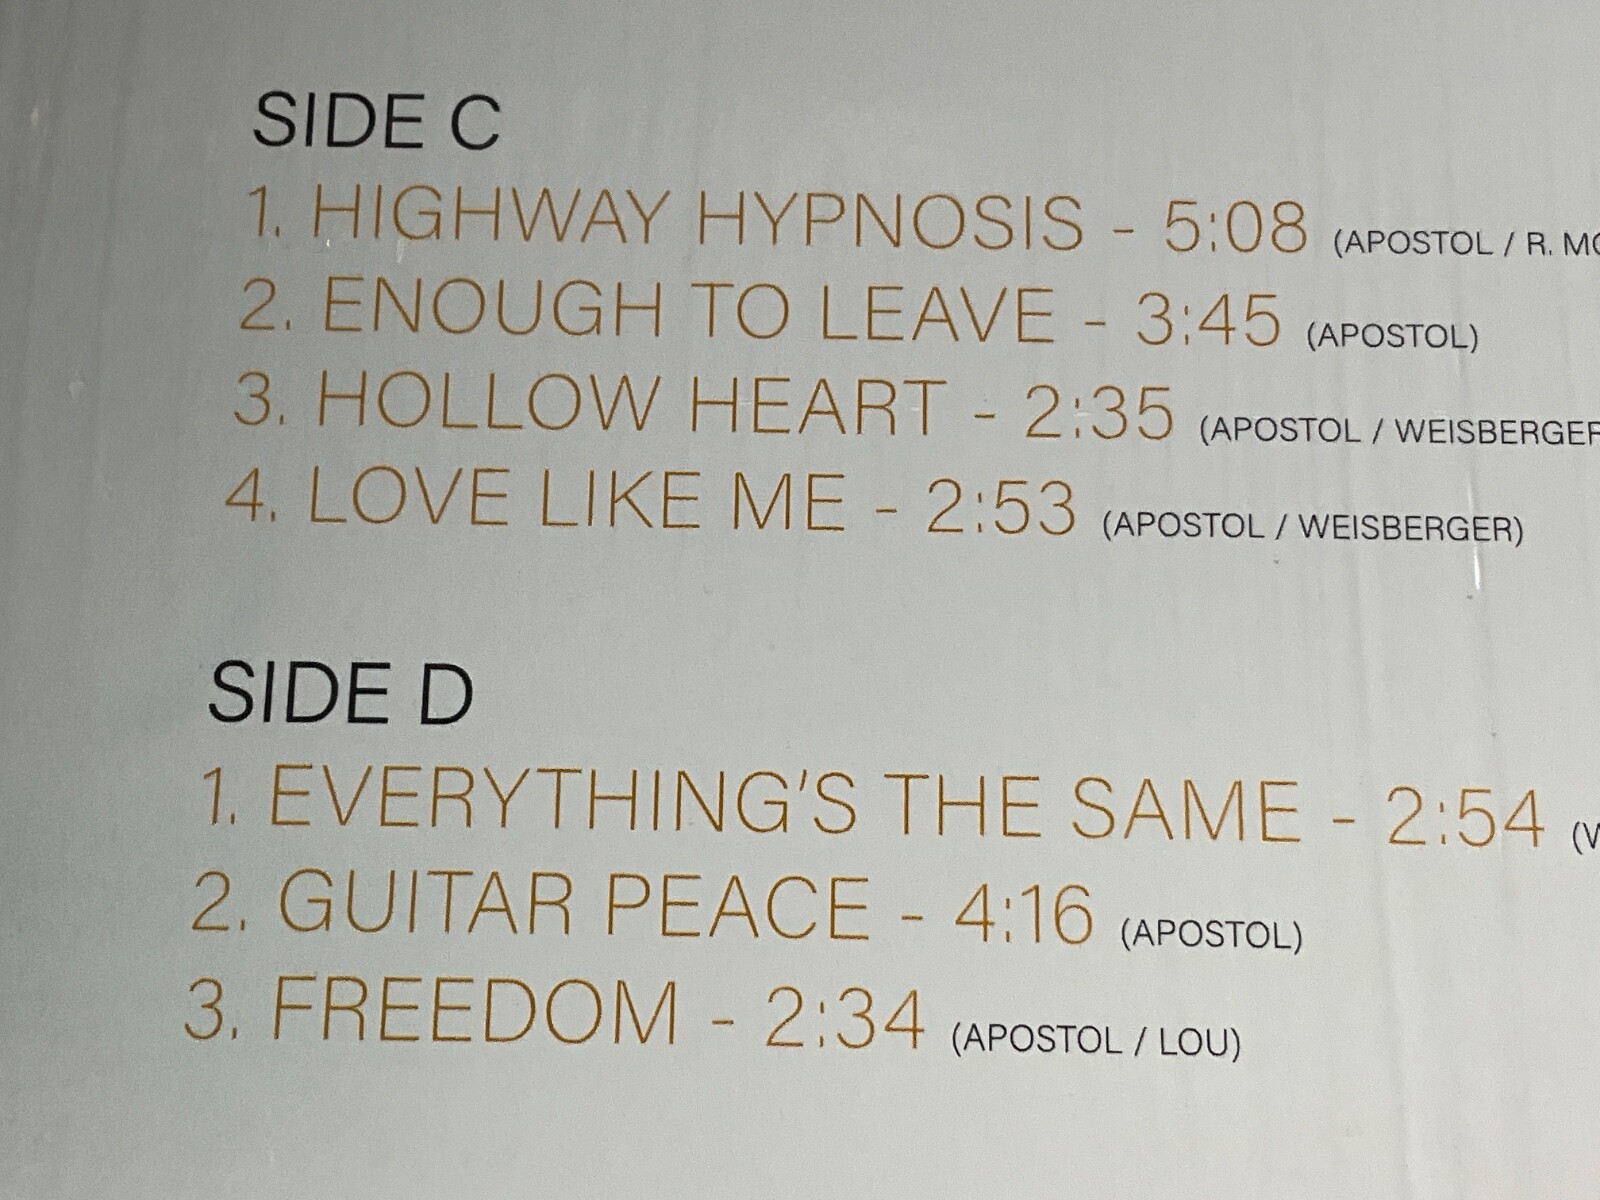 SIDE C
1. HIGHWAY HYPNOSIS - 5:08 (APOSTOL / R.
2. ENOUGH TO LEAVE - 3:45 (APOSTOL)
3. HOLLOW HEART - 2:35 (APOSTOL / WEISBERGER
4. LOVE LIKE ME - 2:53 (APOSTOL / WEISBERGER)
SIDE D
1. EVERYTHING'S THE SAME - 2:54
2. GUITAR PEACE - 4:16 (APOSTOL)
3. FREEDOM - 2:34 (APOSTOL / LOU)